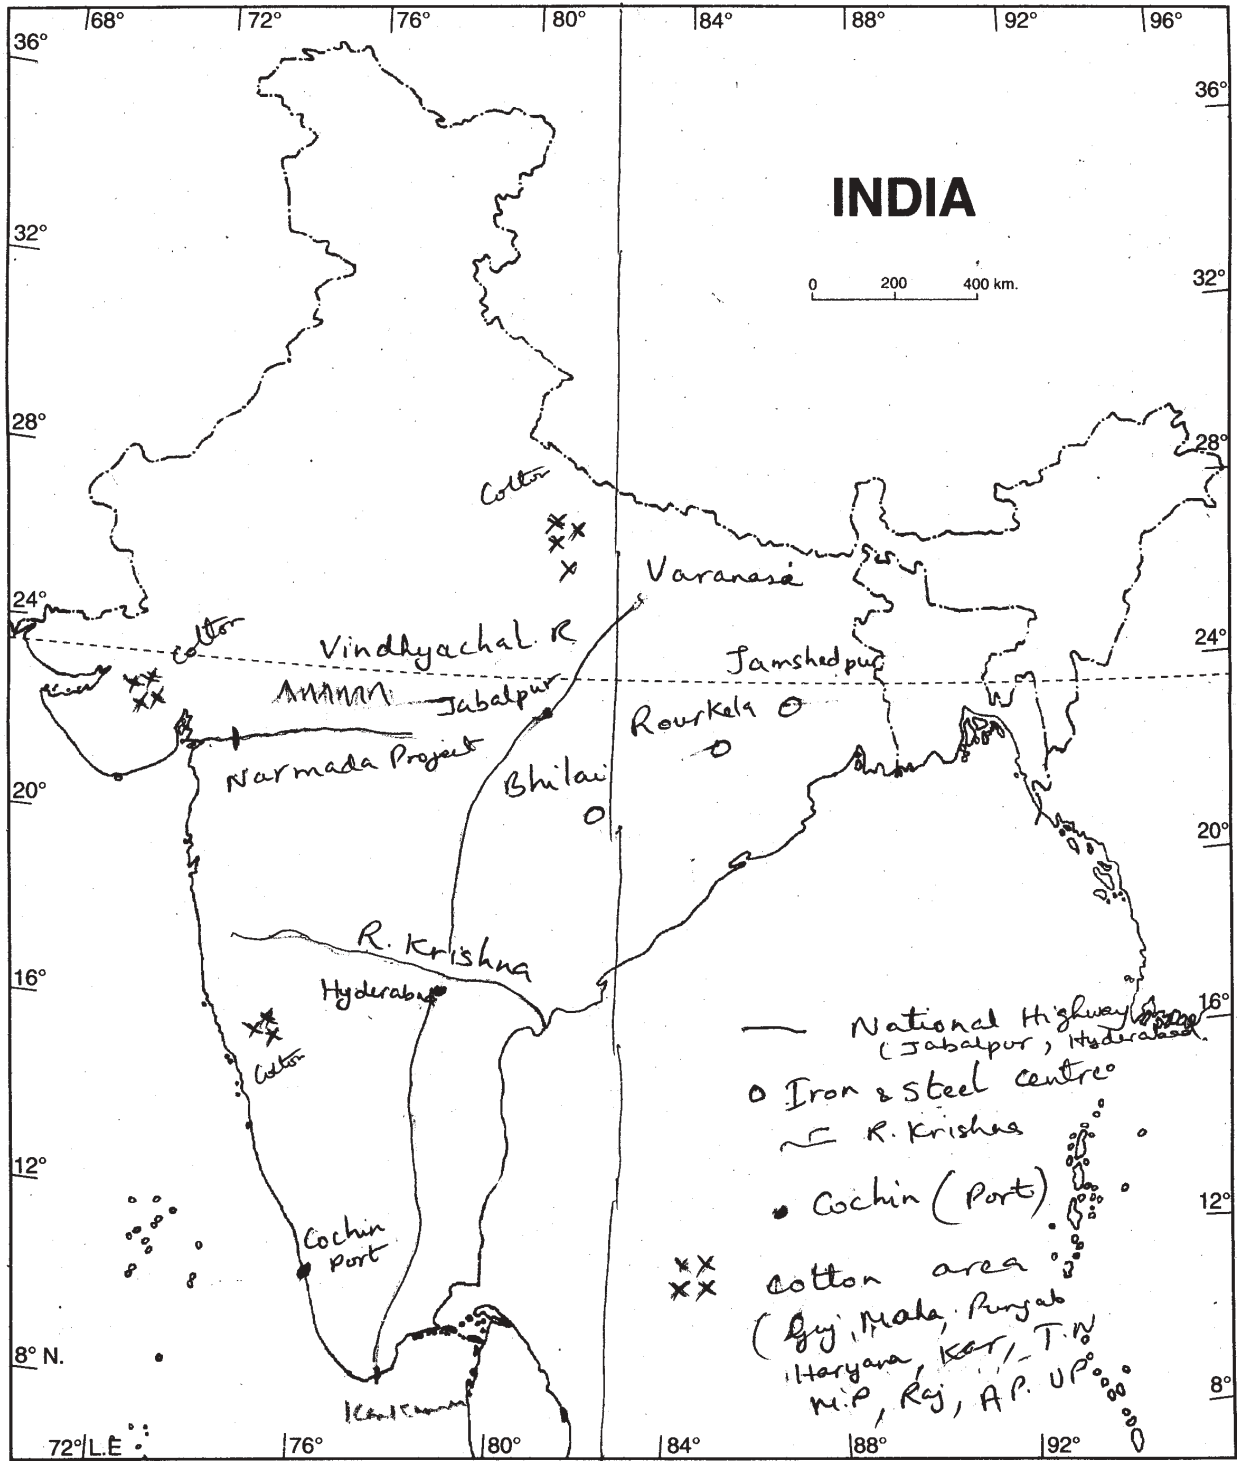 68° 72° 76° 80° 84° 88° 92° 96°
36°
36°
INDIA
32°
0 200 400 km.
32°
28°
28°
Cotton
Varanasi
24°
Cotton
Vindhyachal R
24°
Jamshedpur
Jabalpur
Rourkela
Narmada Project
Bhilai
20°
20°
R. Krishna
16°
Hyderabad
16°
National Highway
(Jabalpur, Hyderabad.
Cotton
Iron & Steel Centre
R. Krishna
12°
12°
Cochin (Port)
Cochin
Port
Cotton area
(Guj, Maha, Punjab
Haryana, Kar, T.N
M.P, Raj, A.P. UP
8° N.
8°
72° L.E 76° 80° 84° 88° 92°